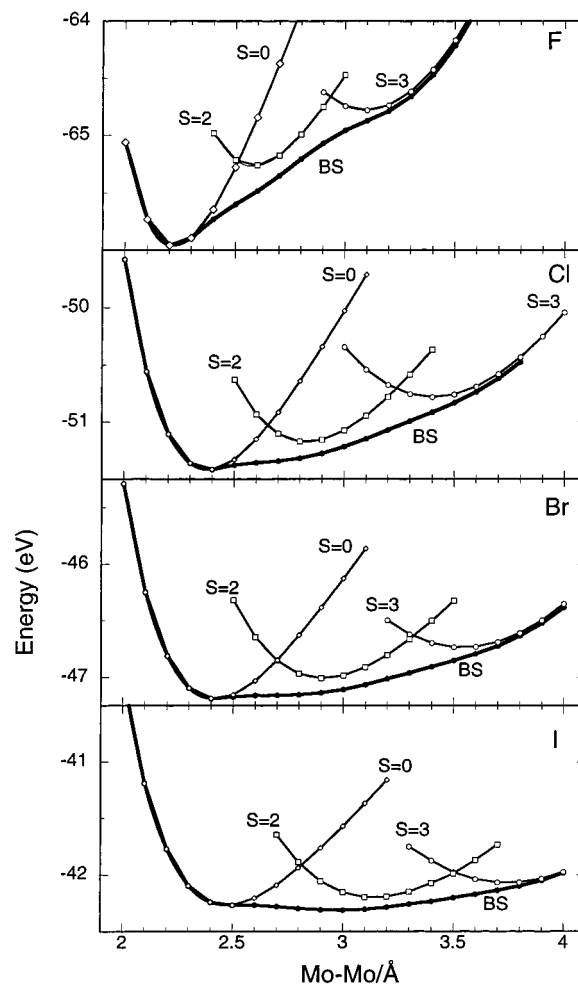 -64
F
S=0
S=3
S=2
-65
BS
Cl
-50
S=0
S=3
S=2
-51
BS
Br
-46
S=0
S=2
S=3
-47
BS
I
-41
S=0
S=2
S=3
-42
BS
Energy (eV)
2 2.5 3 3.5 4
Mo-Mo/Å